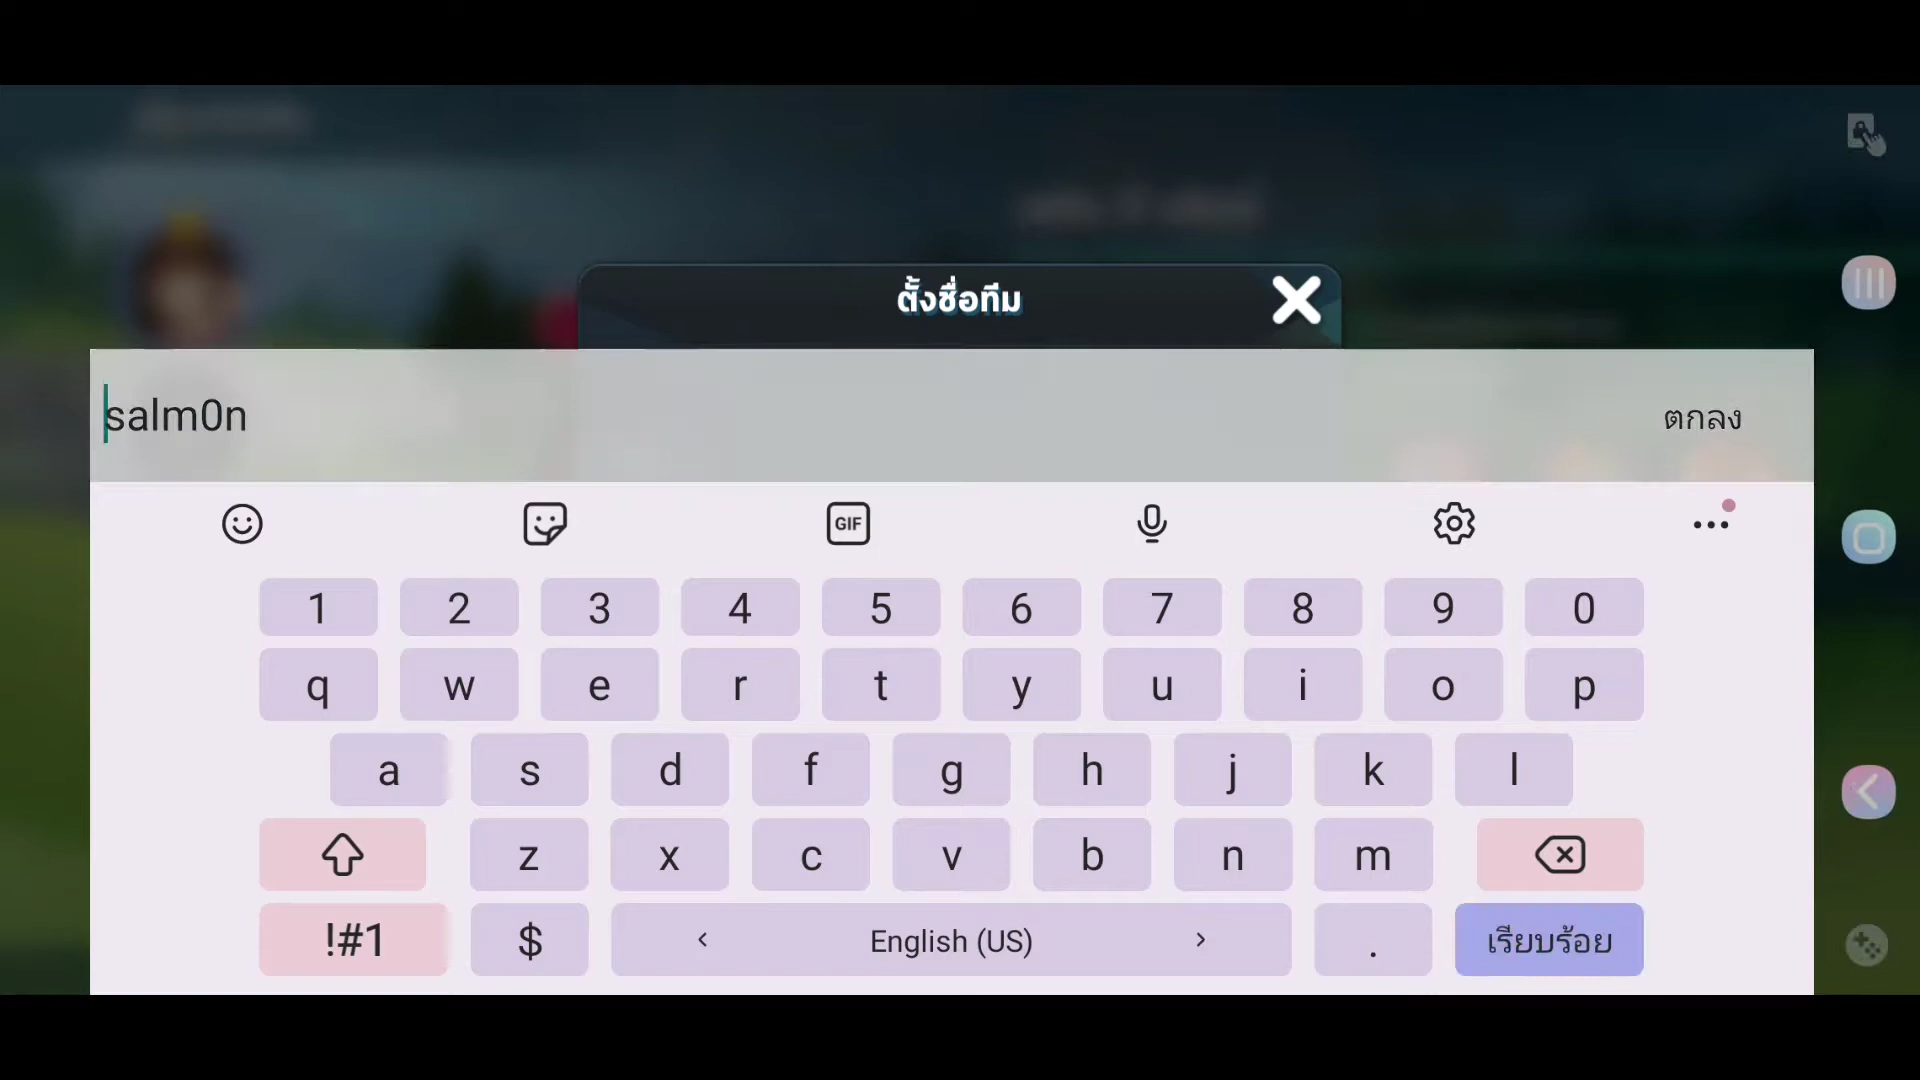 ตั้งชื่อทีม
salm0n
ตกลง
GIF
1 2 3 4 5 6 7 8 9 0
q w e r t y u i o p
a s d f g h j k l
z x c v b n m
!#1 $ English (US) . เรียบร้อย